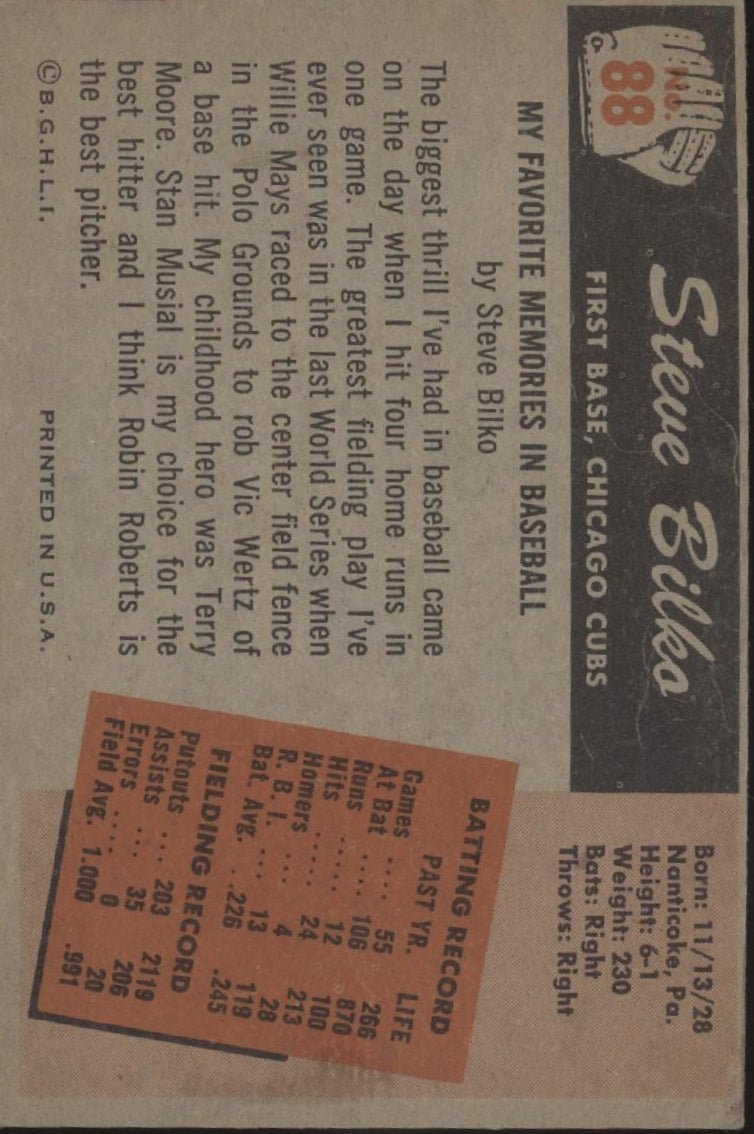 No.
88
Steve Bilko
FIRST BASE, CHICAGO CUBS
Born: 11/13/28
Nanticoke, Pa.
Height: 6-1
Weight: 230
Bats: Right
Throws: Right
MY FAVORITE MEMORIES IN BASEBALL
by Steve Bilko
The biggest thrill I've had in baseball came
on the day when I hit four home runs in
one game. The greatest fielding play I've
ever seen was in the last World Series when
Willie Mays raced to the center field fence
in the Polo Grounds to rob Vic Wertz of
a base hit. My childhood hero was Terry
Moore. Stan Musial is my choice for the
best hitter and I think Robin Roberts is
the best pitcher.
© B.G.H.L.I. PRINTED IN U.S.A.
BATTING RECORD
PAST YR. LIFE
Games .... 55 266
At Bat .... 106 870
Runs ..... 12 100
Hits ...... 24 213
Homers .... 4 28
R. B. I. .... 13 119
Bat. Avg. . .226 .245
FIELDING RECORD
Putouts ... 203 2119
Assists ... 35 206
Errors .... 0 20
Field Avg. 1.000 .991